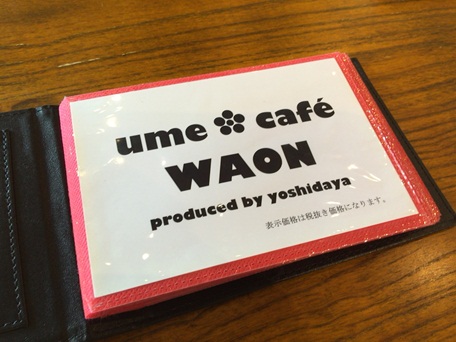 ume café
WAON
produced by yoshidaya
表示価格は税抜き価格になります。